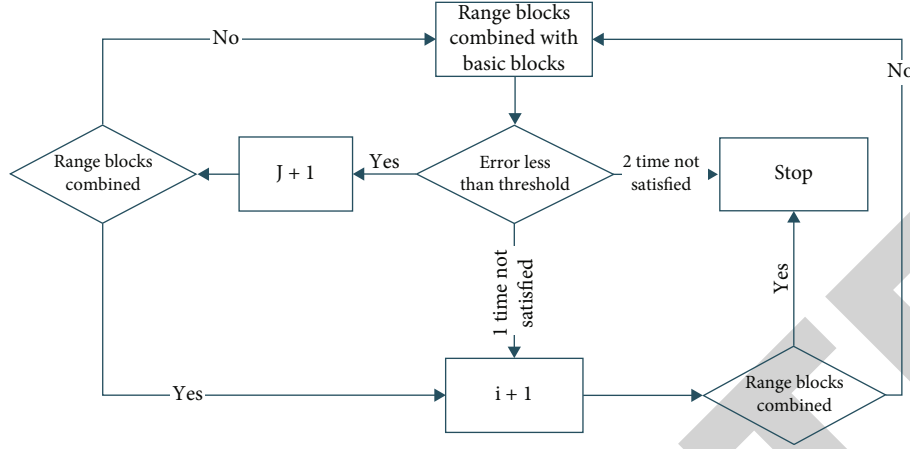 Range blocks
combined with
basic blocks
No
No
Range blocks
combined
J + 1
Yes
Error less
than threshold
2 time not
satisfied
Stop
1 time not
satisfied
Yes
Yes
i + 1
Range blocks
combined